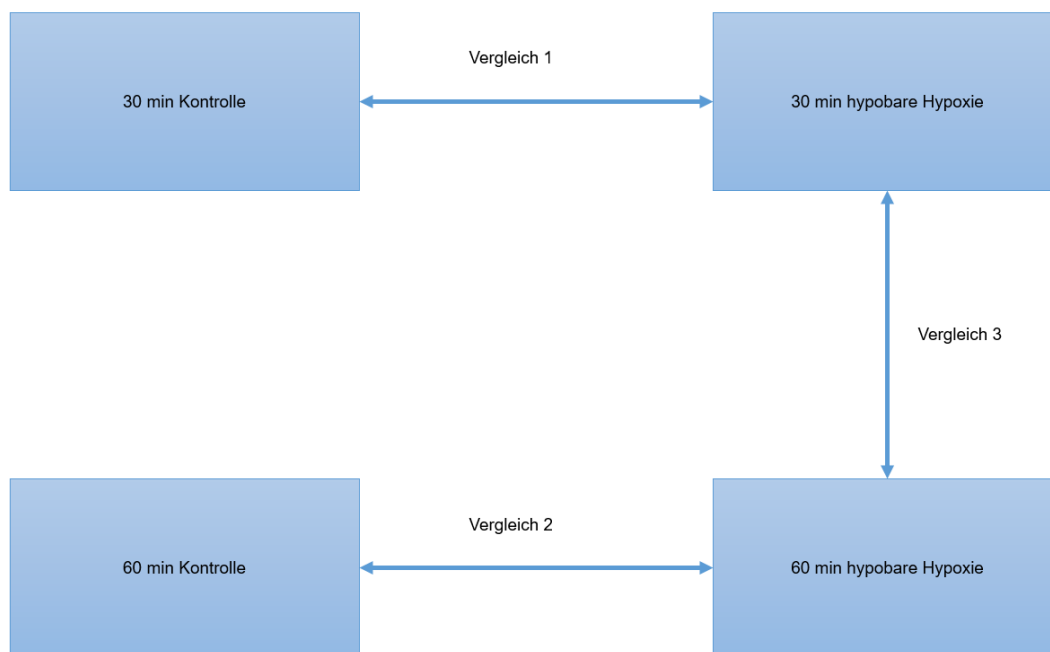 Vergleich 1
30 min Kontrolle
30 min hypobare Hypoxie
Vergleich 3
Vergleich 2
60 min Kontrolle
60 min hypobare Hypoxie